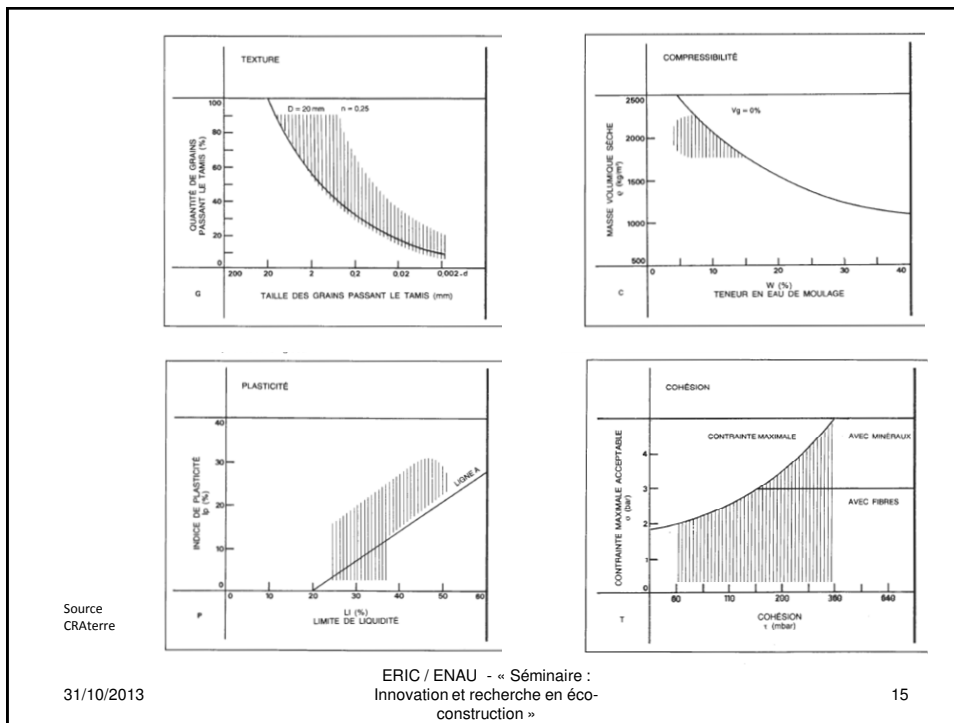 TEXTURE
100
80
60
40
20
0
QUANTITÉ DE GRAINS
PASSANT LE TAMIS (%)
D = 20 mm n = 0,25
200 20 2 0,2 0,02 0,002 - d
TAILLE DES GRAINS PASSANT LE TAMIS (mm)
G
COMPRESSIBILITÉ
2500
2000
1500
1000
500
MASSE VOLUMIQUE SÈCHE
ϱ (kg/m³)
Vg = 0%
0 10 20 30 40
W (%)
TENEUR EN EAU DE MOULAGE
C
PLASTICITÉ
40
30
20
10
0
INDICE DE PLASTICITÉ
Ip (%)
LIGNE A
0 10 20 30 40 50 60
Ll (%)
LIMITE DE LIQUIDITÉ
P
COHÉSION
4
3
2
1
0
CONTRAINTE MAXIMALE ACCEPTABLE
σ (bar)
CONTRAINTE MAXIMALE
AVEC MINÉRAUX
AVEC FIBRES
60 110 200 360 640
COHÉSION
τ (mbar)
T
Source
CRAterre
31/10/2013
ERIC / ENAU - « Séminaire :
Innovation et recherche en éco-
construction »
15